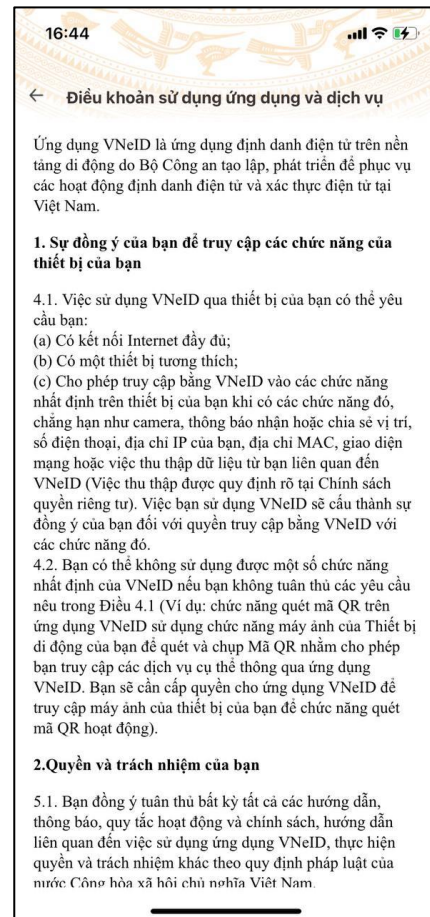 16:44
Điều khoản sử dụng ứng dụng và dịch vụ
Ứng dụng VNeID là ứng dụng định danh điện tử trên nền
tảng di động do Bộ Công an tạo lập, phát triển để phục vụ
các hoạt động định danh điện tử và xác thực điện tử tại
Việt Nam.
1. Sự đồng ý của bạn để truy cập các chức năng của
thiết bị của bạn
4.1. Việc sử dụng VNeID qua thiết bị của bạn có thể yêu
cầu bạn:
(a) Có kết nối Internet đầy đủ;
(b) Có một thiết bị tương thích;
(c) Cho phép truy cập bằng VNeID vào các chức năng
nhất định trên thiết bị của bạn khi có các chức năng đó,
chẳng hạn như camera, thông báo nhận hoặc chia sẻ vị trí,
số điện thoại, địa chỉ IP của bạn, địa chỉ MAC, giao diện
mạng hoặc việc thu thập dữ liệu từ bạn liên quan đến
VNeID (Việc thu thập được quy định rõ tại Chính sách
quyền riêng tư). Việc bạn sử dụng VNeID sẽ cấu thành sự
đồng ý của bạn đối với quyền truy cập bằng VNeID với
các chức năng đó.
4.2. Bạn có thể không sử dụng được một số chức năng
nhất định của VNeID nếu bạn không tuân thủ các yêu cầu
nêu trong Điều 4.1 (Ví dụ: chức năng quét mã QR trên
ứng dụng VNeID sử dụng chức năng máy ảnh của Thiết bị
di động của bạn để quét và chụp Mã QR nhằm cho phép
bạn truy cập các dịch vụ cụ thể thông qua ứng dụng
VNeID. Bạn sẽ cần cấp quyền cho ứng dụng VNeID để
truy cập máy ảnh của thiết bị của bạn để chức năng quét
mã QR hoạt động).
2.Quyền và trách nhiệm của bạn
5.1. Bạn đồng ý tuân thủ bất kỳ tất cả các hướng dẫn,
thông báo, quy tắc hoạt động và chính sách, hướng dẫn
liên quan đến việc sử dụng ứng dụng VNeID, thực hiện
quyền và trách nhiệm khác theo quy định pháp luật của
nước Cộng hòa xã hội chủ nghĩa Việt Nam.